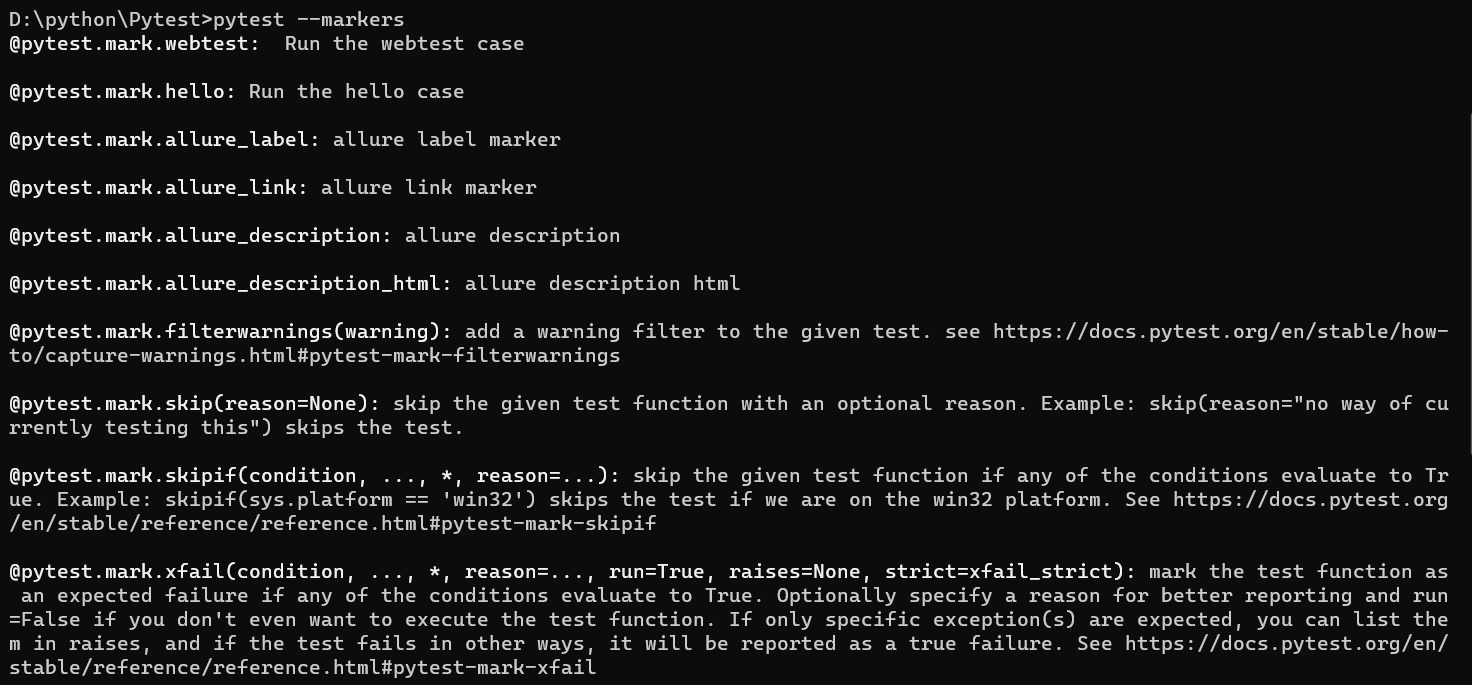 D:\python\Pytest>pytest --markers
@pytest.mark.webtest:  Run the webtest case
@pytest.mark.hello: Run the hello case
@pytest.mark.allure_label: allure label marker
@pytest.mark.allure_link: allure link marker
@pytest.mark.allure_description: allure description
@pytest.mark.allure_description_html: allure description html
@pytest.mark.filterwarnings(warning): add a warning filter to the given test. see https://docs.pytest.org/en/stable/how-
to/capture-warnings.html#pytest-mark-filterwarnings
@pytest.mark.skip(reason=None): skip the given test function with an optional reason. Example: skip(reason="no way of cu
rrently testing this") skips the test.
@pytest.mark.skipif(condition, ..., *, reason=...): skip the given test function if any of the conditions evaluate to Tr
ue. Example: skipif(sys.platform == 'win32') skips the test if we are on the win32 platform. See https://docs.pytest.org
/en/stable/reference/reference.html#pytest-mark-skipif
@pytest.mark.xfail(condition, ..., *, reason=..., run=True, raises=None, strict=xfail_strict): mark the test function as
 an expected failure if any of the conditions evaluate to True. Optionally specify a reason for better reporting and run
=False if you don't even want to execute the test function. If only specific exception(s) are expected, you can list the
m in raises, and if the test fails in other ways, it will be reported as a true failure. See https://docs.pytest.org/en/
stable/reference/reference.html#pytest-mark-xfail